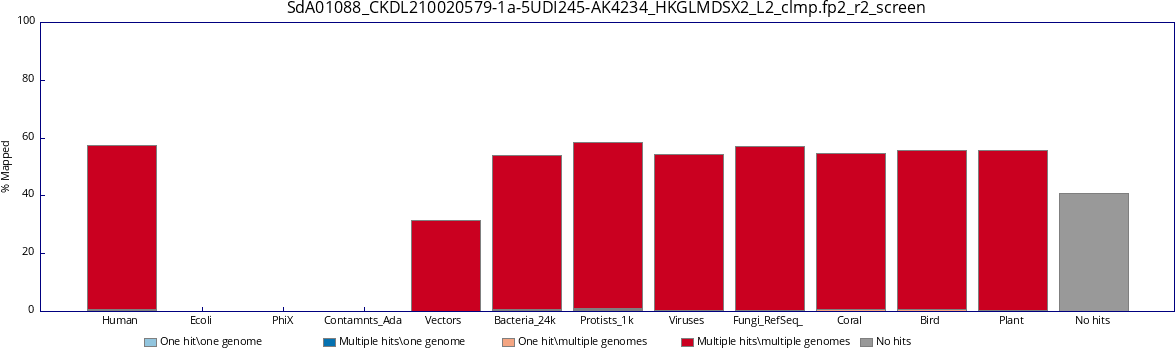 SdA01088_CKDL210020579-1a-5UDI245-AK4234_HKGLMDSX2_L2_clmp.fp2_r2_screen
100
80
60
40
20
0
% Mapped
Human Ecoli PhiX Contamnts_Ada Vectors Bacteria_24k Protists_1k Viruses Fungi_RefSeq_ Coral Bird Plant No hits
One hit\one genome Multiple hits\one genome One hit\multiple genomes Multiple hits\multiple genomes No hits